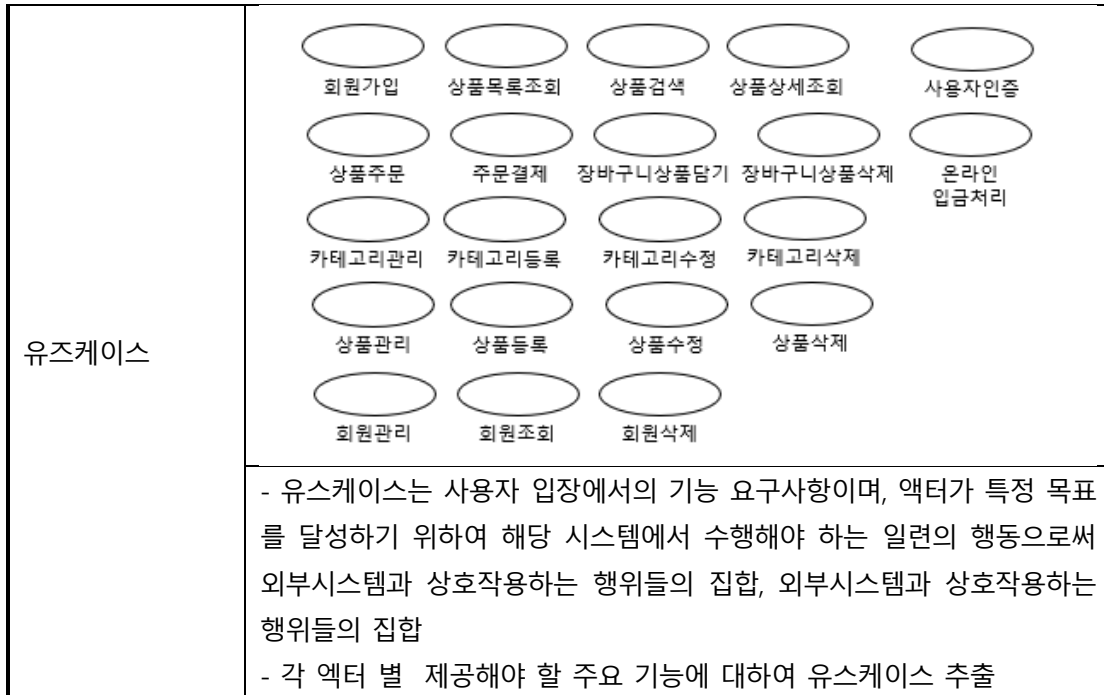 회원가입 상품목록조회 상품검색 상품상세조회 사용자인증
상품주문 주문결제 장바구니상품담기 장바구니상품삭제 온라인
입금처리
카테고리관리 카테고리등록 카테고리수정 카테고리삭제
유즈케이스
상품관리 상품등록 상품수정 상품삭제
회원관리 회원조회 회원삭제
- 유스케이스는 사용자 입장에서의 기능 요구사항이며, 액터가 특정 목표
를 달성하기 위하여 해당 시스템에서 수행해야 하는 일련의 행동으로써
외부시스템과 상호작용하는 행위들의 집합, 외부시스템과 상호작용하는
행위들의 집합
- 각 엑터 별 제공해야 할 주요 기능에 대하여 유스케이스 추출